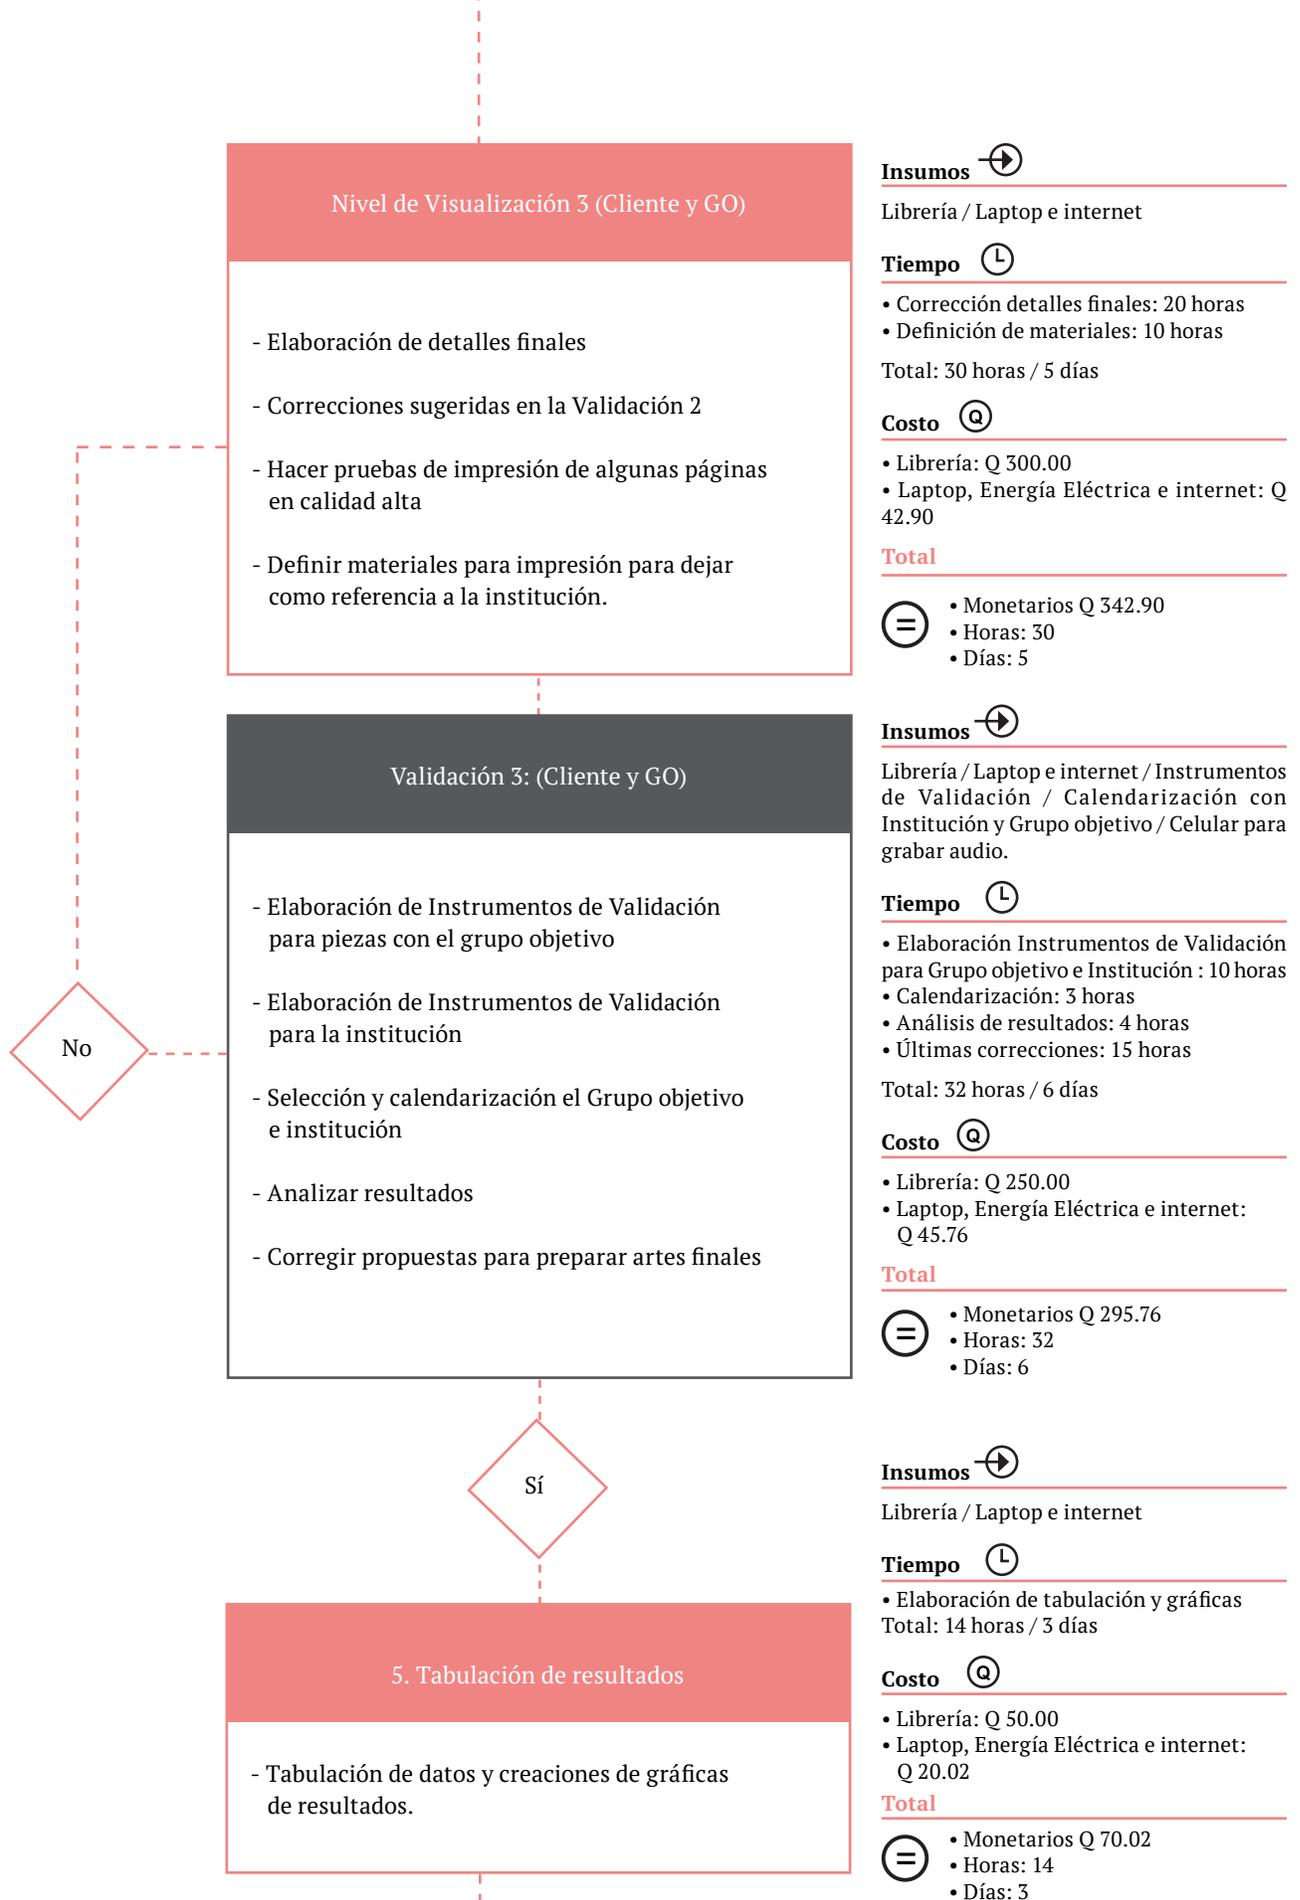 Nivel de Visualización 3 (Cliente y GO)
- Elaboración de detalles finales
- Correcciones sugeridas en la Validación 2
- Hacer pruebas de impresión de algunas páginas
en calidad alta
- Definir materiales para impresión para dejar
como referencia a la institución.
Insumos
Librería / Laptop e internet
Tiempo
• Corrección detalles finales: 20 horas
• Definición de materiales: 10 horas
Total: 30 horas / 5 días
Costo Q
• Librería: Q 300.00
• Laptop, Energía Eléctrica e internet: Q
42.90
Total
=
• Monetarios Q 342.90
• Horas: 30
• Días: 5
Validación 3: (Cliente y GO)
- Elaboración de Instrumentos de Validación
para piezas con el grupo objetivo
- Elaboración de Instrumentos de Validación
para la institución
- Selección y calendarización el Grupo objetivo
e institución
- Analizar resultados
- Corregir propuestas para preparar artes finales
No
Insumos
Librería / Laptop e internet / Instrumentos
de Validación / Calendarización con
Institución y Grupo objetivo / Celular para
grabar audio.
Tiempo
• Elaboración Instrumentos de Validación
para Grupo objetivo e Institución : 10 horas
• Calendarización: 3 horas
• Análisis de resultados: 4 horas
• Últimas correcciones: 15 horas
Total: 32 horas / 6 días
Costo Q
• Librería: Q 250.00
• Laptop, Energía Eléctrica e internet:
Q 45.76
Total
=
• Monetarios Q 295.76
• Horas: 32
• Días: 6
Sí
5. Tabulación de resultados
- Tabulación de datos y creaciones de gráficas
de resultados.
Insumos
Librería / Laptop e internet
Tiempo
• Elaboración de tabulación y gráficas
Total: 14 horas / 3 días
Costo Q
• Librería: Q 50.00
• Laptop, Energía Eléctrica e internet:
Q 20.02
Total
=
• Monetarios Q 70.02
• Horas: 14
• Días: 3